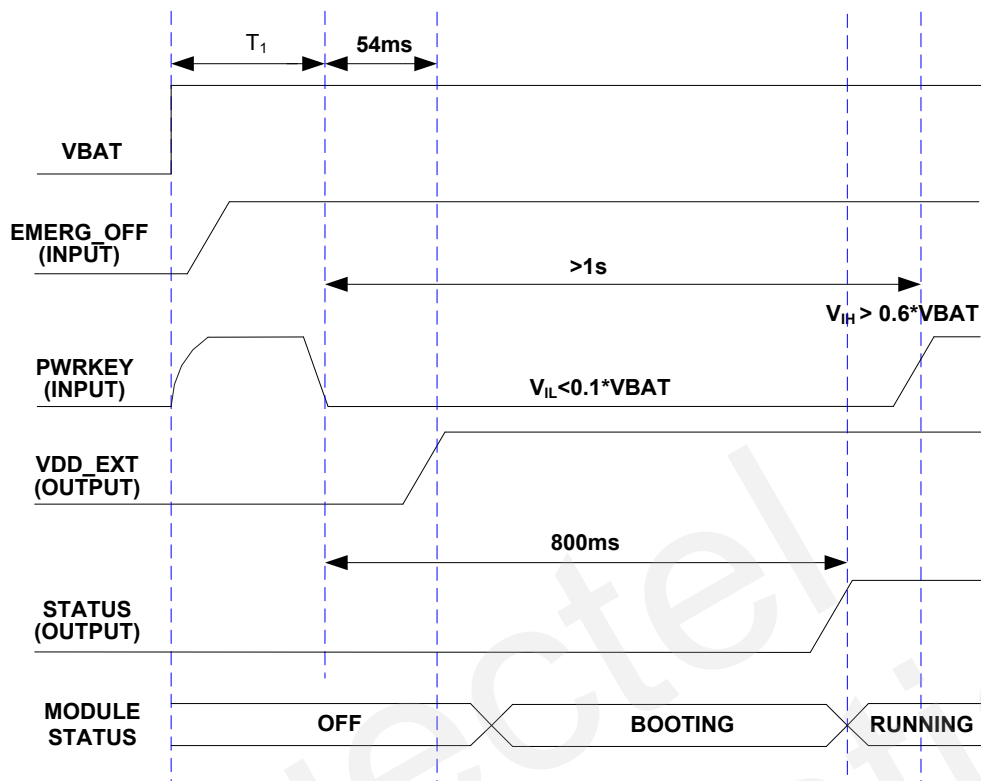 T₁
54ms
VBAT
EMERG_OFF
(INPUT)
>1s
VIH > 0.6*VBAT
PWRKEY
(INPUT)
VIL<0.1*VBAT
VDD_EXT
(OUTPUT)
800ms
STATUS
(OUTPUT)
MODULE
STATUS
OFF
BOOTING
RUNNING